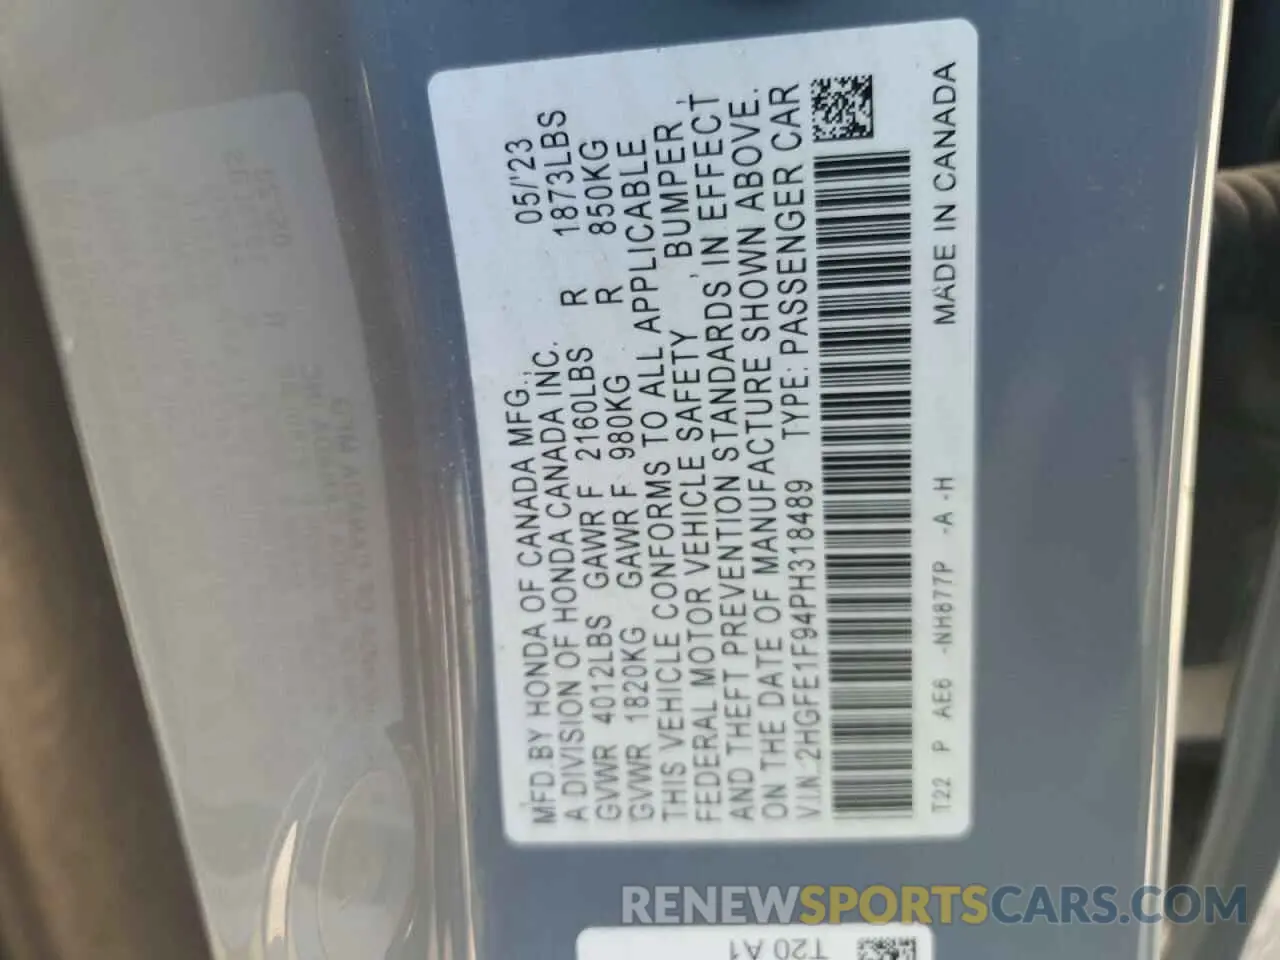 MFD.BY HONDA OF CANADA MFG., 05/'23
A DIVISION OF HONDA CANADA INC.
GVWR 4012LBS GAWR F 2160LBS R 1873LBS
GVWR 1820KG GAWR F 980KG R 850KG
THIS VEHICLE CONFORMS TO ALL APPLICABLE
FEDERAL MOTOR VEHICLE SAFETY, BUMPER,
AND THEFT PREVENTION STANDARDS IN EFFECT
ON THE DATE OF MANUFACTURE SHOWN ABOVE.
V.I.N.2HGFE1F94PH318489 TYPE:PASSENGER CAR
T22 P AE6 -NH877P -A -H MADE IN CANADA
T20 A1
RENEWSPORTSCARS.COM